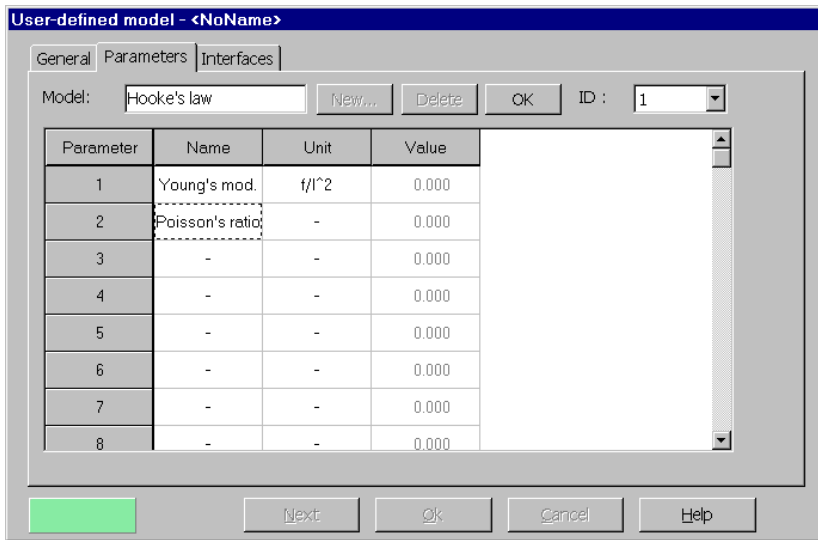 User-defined model - <NoName>
General Parameters Interfaces
Model: Hooke's law New... Delete OK ID : 1
Parameter Name Unit Value
1 Young's mod. f/l^2 0.000
2 Poisson's ratio - 0.000
3 - - 0.000
4 - - 0.000
5 - - 0.000
6 - - 0.000
7 - - 0.000
8 - - 0.000
Next Ok Cancel Help